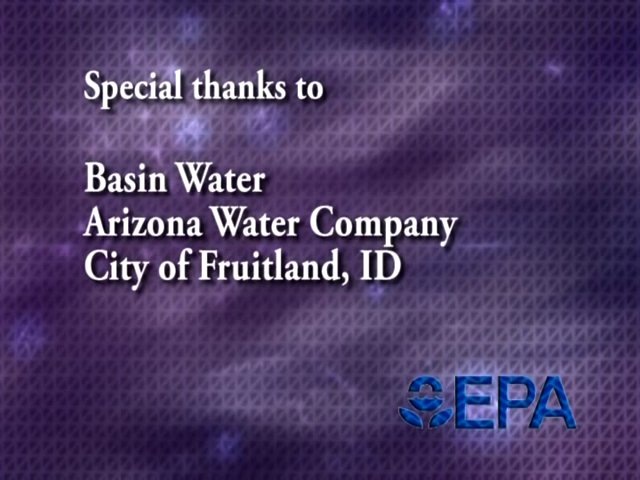 Special thanks to
Basin Water
Arizona Water Company
City of Fruitland, ID
EPA